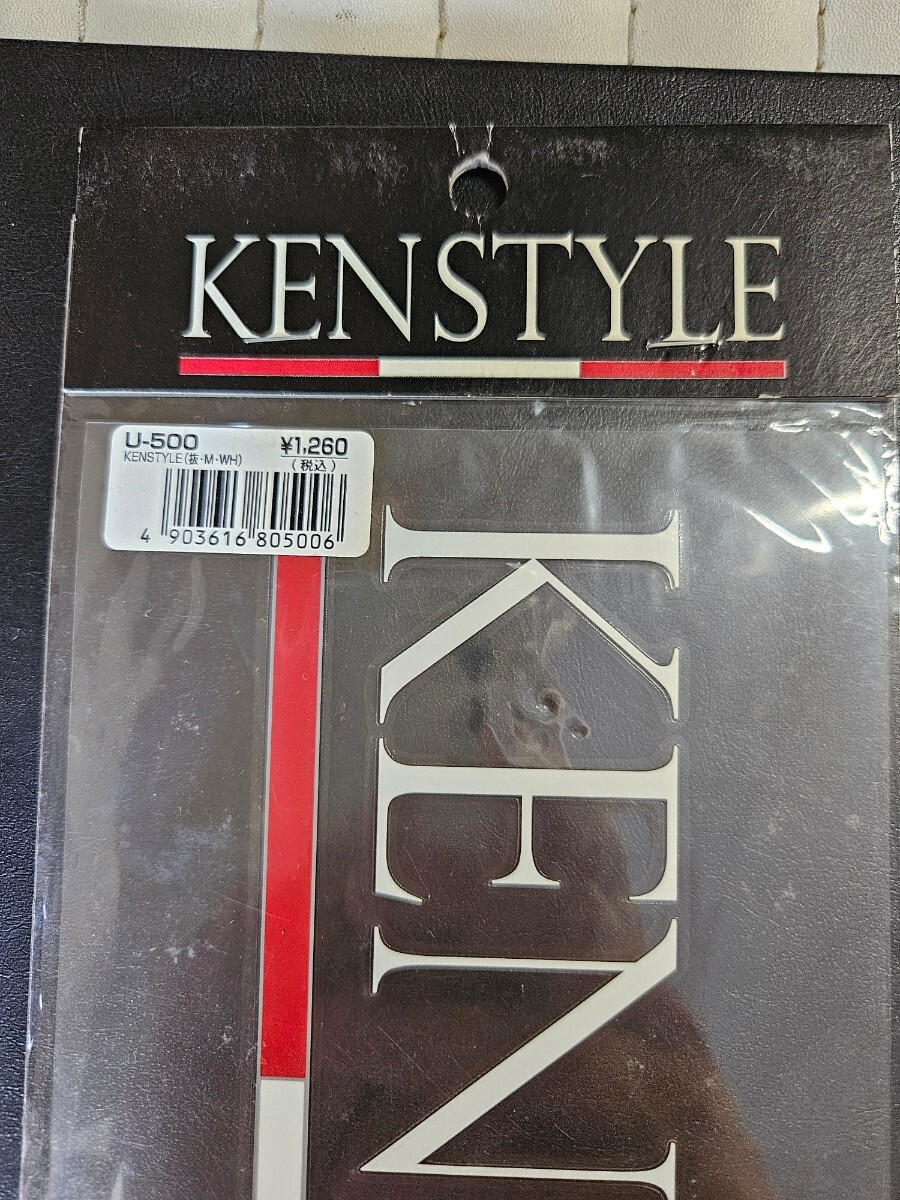 KENSTYLE
U-500 ¥1,260
KENSTYLE(抜・M・WH) (税込)
4 903616 805006
KEN